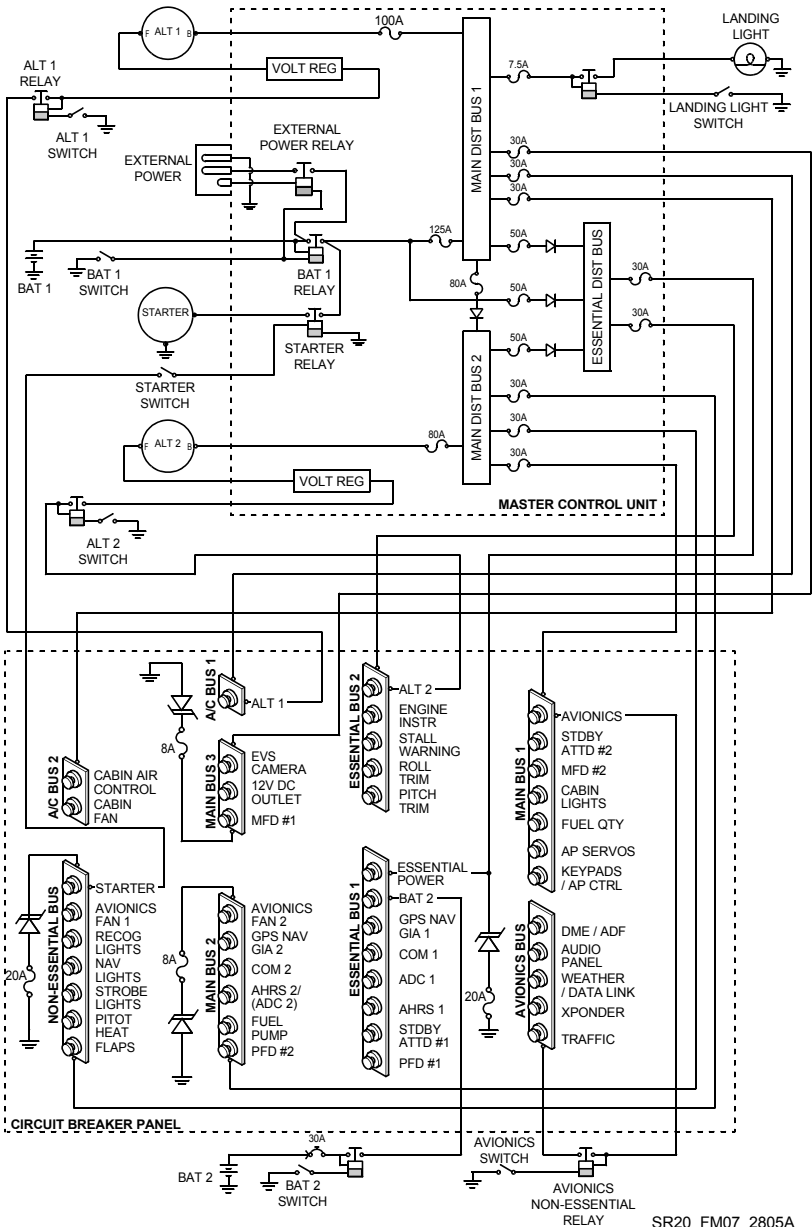 F ALT 1 B
100A
VOLT REG
ALT 1
RELAY
ALT 1
SWITCH
EXTERNAL
POWER
EXTERNAL
POWER RELAY
MAIN DIST BUS 1
7.5A
LANDING
LIGHT
LANDING LIGHT
SWITCH
30A
30A
30A
BAT 1
BAT 1
SWITCH
BAT 1
RELAY
125A
50A
80A
50A
50A
ESSENTIAL DIST BUS
30A
30A
STARTER
STARTER
RELAY
STARTER
SWITCH
MAIN DIST BUS 2
30A
30A
30A
F ALT 2 B
80A
VOLT REG
MASTER CONTROL UNIT
ALT 2
SWITCH
A/C BUS 1
ALT 1
8A
A/C BUS 2
CABIN AIR
CONTROL
CABIN
FAN
MAIN BUS 3
EVS
CAMERA
12V DC
OUTLET
MFD #1
ESSENTIAL BUS 2
ALT 2
ENGINE
INSTR
STALL
WARNING
ROLL
TRIM
PITCH
TRIM
MAIN BUS 1
AVIONICS
STDBY
ATTD #2
MFD #2
CABIN
LIGHTS
FUEL QTY
AP SERVOS
KEYPADS
/ AP CTRL
20A
NON-ESSENTIAL BUS
STARTER
AVIONICS
FAN 1
RECOG
LIGHTS
NAV
LIGHTS
STROBE
LIGHTS
PITOT
HEAT
FLAPS
8A
MAIN BUS 2
AVIONICS
FAN 2
GPS NAV
GIA 2
COM 2
AHRS 2/
(ADC 2)
FUEL
PUMP
PFD #2
ESSENTIAL BUS 1
ESSENTIAL
POWER
BAT 2
GPS NAV
GIA 1
COM 1
ADC 1
AHRS 1
STDBY
ATTD #1
PFD #1
20A
AVIONICS BUS
DME / ADF
AUDIO
PANEL
WEATHER
/ DATA LINK
XPONDER
TRAFFIC
CIRCUIT BREAKER PANEL
BAT 2
30A
BAT 2
SWITCH
AVIONICS
SWITCH
AVIONICS
NON-ESSENTIAL
RELAY
SR20_FM07_2805A